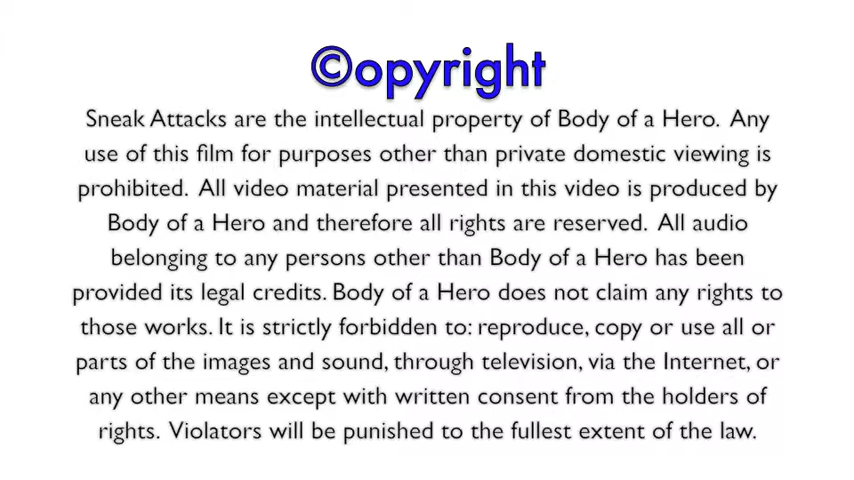 ©opyright
Sneak Attacks are the intellectual property of Body of a Hero. Any
use of this film for purposes other than private domestic viewing is
prohibited. All video material presented in this video is produced by
Body of a Hero and therefore all rights are reserved. All audio
belonging to any persons other than Body of a Hero has been
provided its legal credits. Body of a Hero does not claim any rights to
those works. It is strictly forbidden to: reproduce, copy or use all or
parts of the images and sound, through television, via the Internet, or
any other means except with written consent from the holders of
rights. Violators will be punished to the fullest extent of the law.